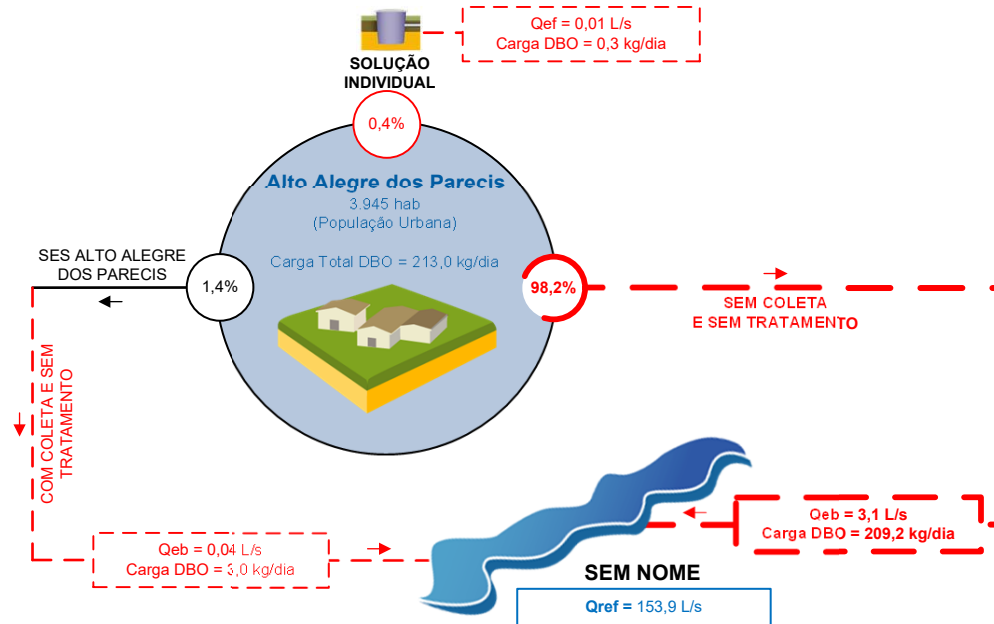 Qef = 0,01 L/s
Carga DBO = 0,3 kg/dia
SOLUÇÃO
INDIVIDUAL
0,4%
Alto Alegre dos Parecis
3.945 hab
(População Urbana)
Carga Total DBO = 213,0 kg/dia
SES ALTO ALEGRE
DOS PARECIS
1,4%
98,2%
SEM COLETA
E SEM TRATAMENTO
COM COLETA E SEM
TRATAMENTO
Qeb = 0,04 L/s
Carga DBO = 3,0 kg/dia
Qeb = 3,1 L/s
Carga DBO = 209,2 kg/dia
SEM NOME
Qref = 153,9 L/s